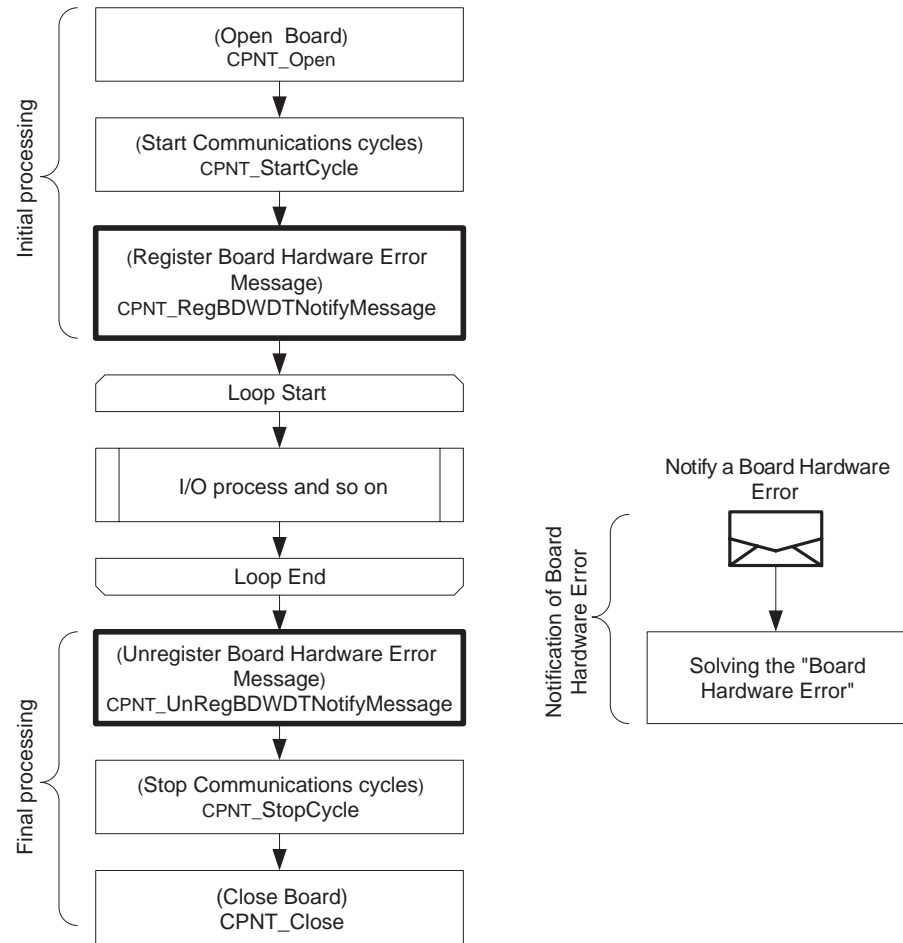 Initial processing
(Open Board)
CPNT_Open
(Start Communications cycles)
CPNT_StartCycle
(Register Board Hardware Error
Message)
CPNT_RegBDWDTNotifyMessage
Loop Start
I/O process and so on
Loop End
Final processing
(Unregister Board Hardware Error
Message)
CPNT_UnRegBDWDTNotifyMessage
(Stop Communications cycles)
CPNT_StopCycle
(Close Board)
CPNT_Close
Notify a Board Hardware
Error
Notification of Board
Hardware Error
Solving the "Board
Hardware Error"